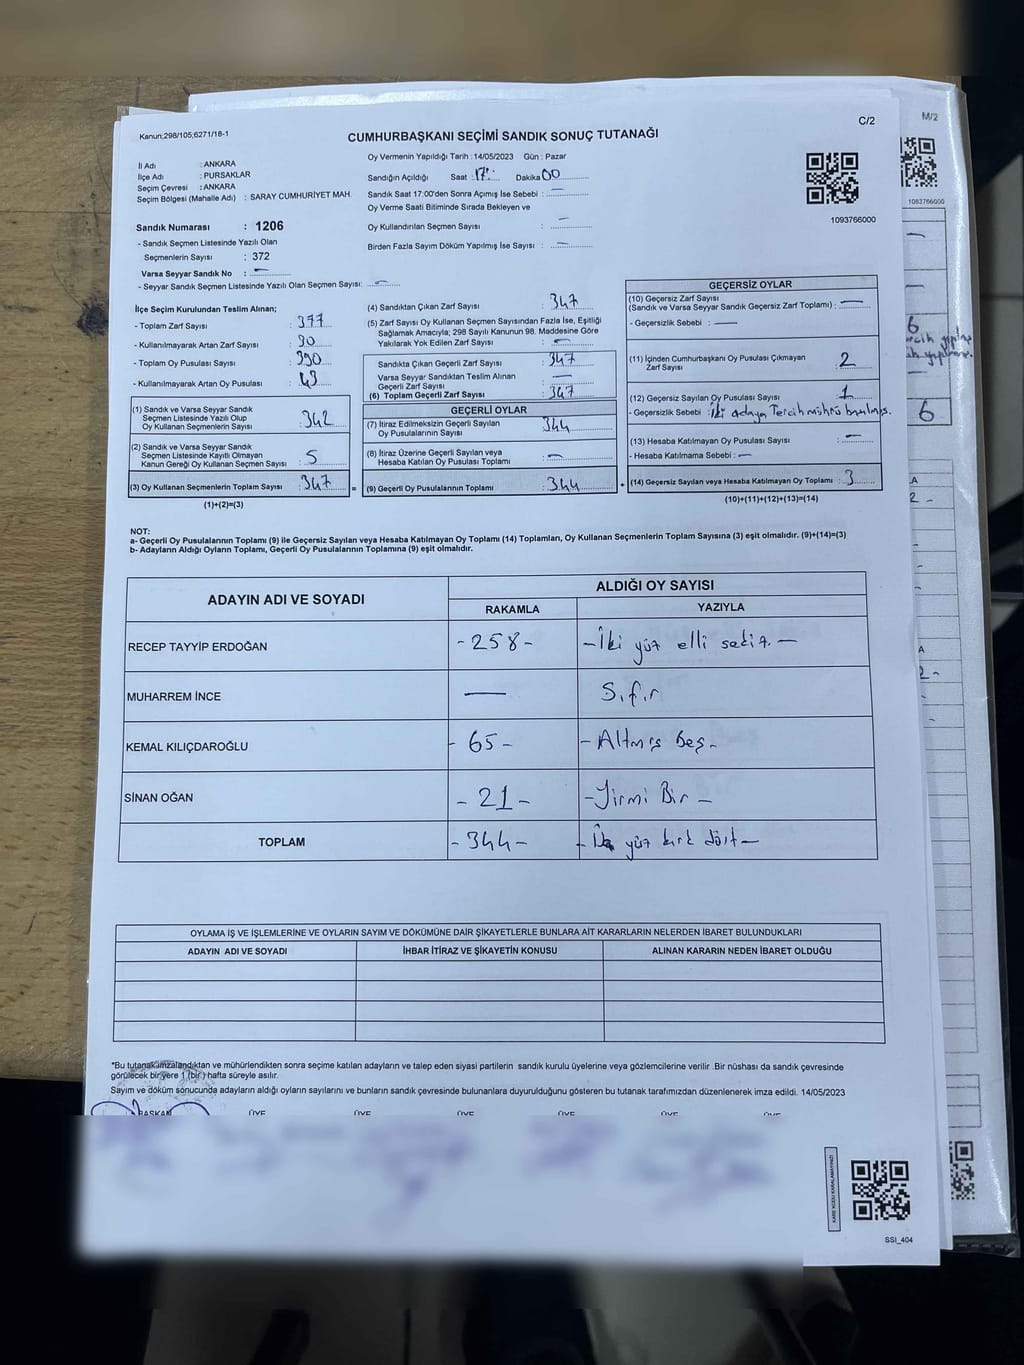 C/2
M/2
Kanun;298/105;6271/18-1
CUMHURBAŞKANI SEÇİMİ SANDIK SONUÇ TUTANAĞI
1093766000
1093766000
İl Adı : ANKARA
İlçe Adı : PURSAKLAR
Seçim Çevresi : ANKARA
Seçim Bölgesi (Mahalle Adı) : SARAY CUMHURİYET MAH.
Oy Vermenin Yapıldığı Tarih :14/05/2023 Gün : Pazar
Sandığın Açıldığı Saat : 17: Dakika 00
Sandık Saat 17:00'den Sonra Açımış İse Sebebi : —
Oy Verme Saati Bitiminde Sırada Bekleyen ve
Oy Kullandırılan Seçmen Sayısı : —
Birden Fazla Sayım Döküm Yapılmış İse Sayısı : —
Sandık Numarası : 1206
- Sandık Seçmen Listesinde Yazılı Olan
Seçmenlerin Sayısı : 372
Varsa Seyyar Sandık No : —
- Seyyar Sandık Seçmen Listesinde Yazılı Olan Seçmen Sayısı: —
İlçe Seçim Kurulundan Teslim Alınan;
- Toplam Zarf Sayısı : 377
- Kullanılmayarak Artan Zarf Sayısı : 30
- Toplam Oy Pusulası Sayısı : 390
- Kullanılmayarak Artan Oy Pusulası : 43
(1) Sandık ve Varsa Seyyar Sandık
Seçmen Listesinde Yazılı Olup
Oy Kullanan Seçmenlerin Sayısı : 342
(2) Sandık ve Varsa Seyyar Sandık
Seçmen Listesinde Kayıtlı Olmayan
Kanun Gereği Oy Kullanan Seçmen Sayısı : 5
(3) Oy Kullanan Seçmenlerin Toplam Sayısı : 347
(1)+(2)=(3)
(4) Sandıktan Çıkan Zarf Sayısı : 347
(5) Zarf Sayısı Oy Kullanan Seçmen Sayısından Fazla İse, Eşitliği
Sağlamak Amacıyla; 298 Sayılı Kanunun 98. Maddesine Göre
Yakılarak Yok Edilen Zarf Sayısı : —
Sandıkta Çıkan Geçerli Zarf Sayısı : 347
Varsa Seyyar Sandıktan Teslim Alınan
Geçerli Zarf Sayısı : —
(6) Toplam Geçerli Zarf Sayısı : 347
GEÇERLİ OYLAR
(7) İtiraz Edilmeksizin Geçerli Sayılan
Oy Pusulasının Sayısı : 344
(8) İtiraz Üzerine Geçerli Sayılan veya
Hesaba Katılan Oy Pusulası Toplamı : —
= (9) Geçerli Oy Pusulalarının Toplamı : 344
GEÇERSİZ OYLAR
(10) Geçersiz Zarf Sayısı
(Sandık ve Varsa Seyyar Sandık Geçersiz Zarf Toplamı) : —
- Geçersizlik Sebebi : —
(11) İçinden Cumhurbaşkanı Oy Pusulası Çıkmayan
Zarf Sayısı : 2
(12) Geçersiz Sayılan Oy Pusulası Sayısı : 1
- Geçersizlik Sebebi : İki adaya Tercih mührü basılmış.
(13) Hesaba Katılmayan Oy Pusulası Sayısı : —
- Hesaba Katılmama Sebebi : —
+ (14) Geçersiz Sayılan veya Hesaba Katılmayan Oy Toplamı : 3
(10)+(11)+(12)+(13)=(14)
6
6
NOT:
a- Geçerli Oy Pusulalarının Toplamı (9) ile Geçersiz Sayılan veya Hesaba Katılmayan Oy Toplamı (14) Toplamları, Oy Kullanan Seçmenlerin Toplam Sayısına (3) eşit olmalıdır. (9)+(14)=(3)
b- Adayların Aldığı Oyların Toplamı, Geçerli Oy Pusulalarının Toplamına (9) eşit olmalıdır.
ADAYIN ADI VE SOYADI
ALDIĞI OY SAYISI
RAKAMLA YAZIYLA
RECEP TAYYİP ERDOĞAN -258- -İki yüz elli sekiz.—
MUHARREM İNCE — Sıfır
KEMAL KILIÇDAROĞLU - 65 - -Altmış Beş-
SİNAN OĞAN - 21 - -Yirmi Bir -
TOPLAM -344- yüz kırk dört-
OYLAMA İŞ VE İŞLEMLERİNE VE OYLARIN SAYIM VE DÖKÜMÜNE DAİR ŞİKAYETLERLE BUNLARA AİT KARARLARIN NELERDEN İBARET BULUNDUKLARI
ADAYIN ADI VE SOYADI İHBAR İTİRAZ VE ŞİKAYETİN KONUSU ALINAN KARARIN NEDEN İBARET OLDUĞU
*Bu tutanak imzalandıktan ve mühürlendikten sonra seçime katılan adayların ve talep eden siyasi partilerin sandık kurulu üyelerine veya gözlemcilerine verilir. Bir nüshası da sandık çevresinde
görülecek bir yere 1 (bir) hafta süreyle asılır.
Sayım ve döküm sonucunda adayların aldığı oyların sayılarını ve bunların sandık çevresinde bulunanlara duyurulduğunu gösteren bu tutanak tarafımızdan düzenlenerek imza edildi. 14/05/2023
BAŞKAN ÜYE ÜYE ÜYE ÜYE ÜYE ÜYE
KARE KODU KARALAMAYINIZ!
SSI_404